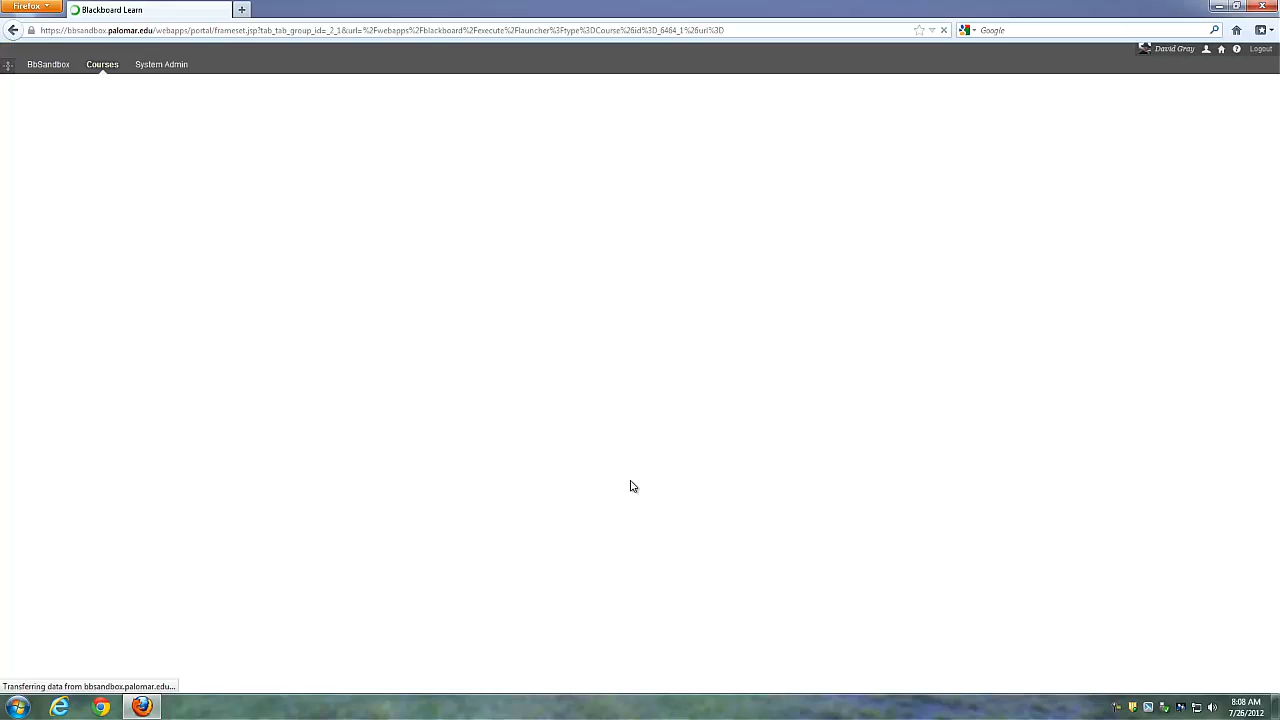 Firefox
Blackboard Learn
https://bbsandbox.palomar.edu/webapps/portal/frameset.jsp?tab_tab_group_id=_2_1&url=%2Fwebapps%2Fblackboard%2Fexecute%2Flauncher%3Ftype%3DCourse%26id%3D_6464_1%26url%3D
Google
David Gray
Logout
BbSandbox
Courses
System Admin
Transferring data from bbsandbox.palomar.edu...
8:08 AM
7/26/2012